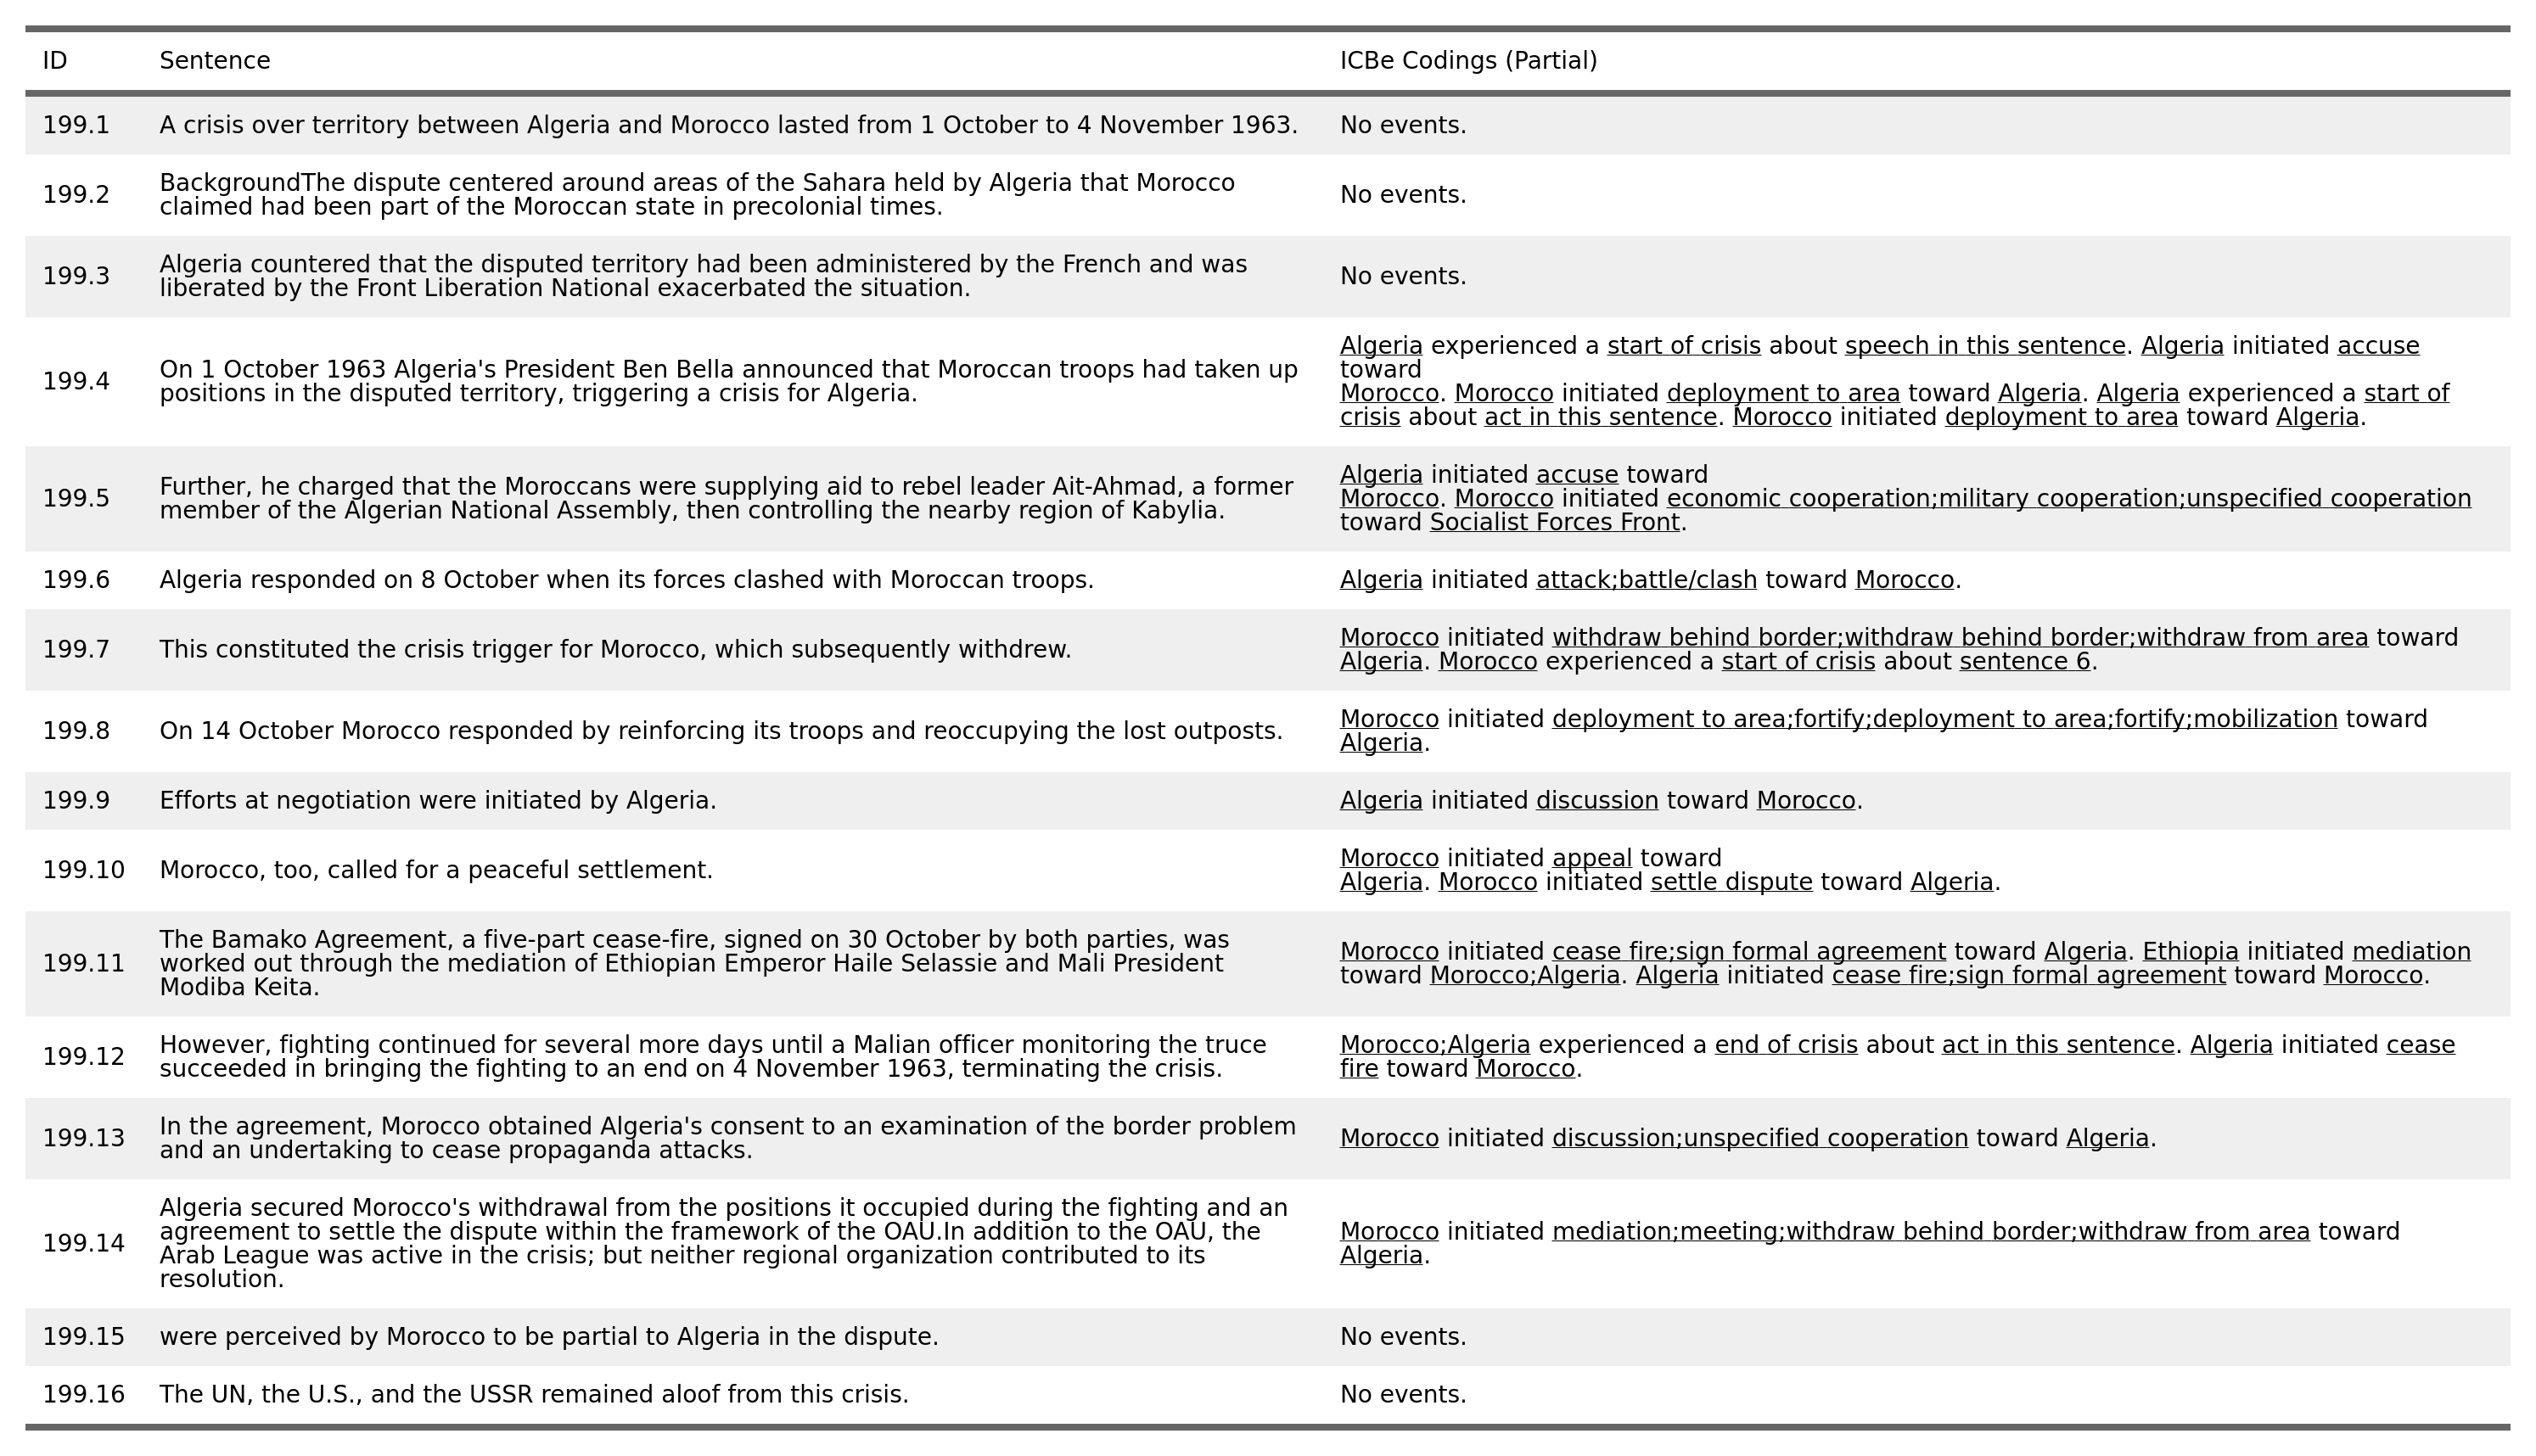 ID Sentence ICBe Codings (Partial)
199.1 A crisis over territory between Algeria and Morocco lasted from 1 October to 4 November 1963. No events.
199.2 BackgroundThe dispute centered around areas of the Sahara held by Algeria that Morocco
claimed had been part of the Moroccan state in precolonial times. No events.
199.3 Algeria countered that the disputed territory had been administered by the French and was
liberated by the Front Liberation National exacerbated the situation. No events.
199.4 On 1 October 1963 Algeria's President Ben Bella announced that Moroccan troops had taken up
positions in the disputed territory, triggering a crisis for Algeria.
Algeria experienced a start of crisis about speech in this sentence. Algeria initiated accuse
toward
Morocco. Morocco initiated deployment to area toward Algeria. Algeria experienced a start of
crisis about act in this sentence. Morocco initiated deployment to area toward Algeria.
199.5 Further, he charged that the Moroccans were supplying aid to rebel leader Ait-Ahmad, a former
member of the Algerian National Assembly, then controlling the nearby region of Kabylia.
Algeria initiated accuse toward
Morocco. Morocco initiated economic cooperation;military cooperation;unspecified cooperation
toward Socialist Forces Front.
199.6 Algeria responded on 8 October when its forces clashed with Moroccan troops. Algeria initiated attack;battle/clash toward Morocco.
199.7 This constituted the crisis trigger for Morocco, which subsequently withdrew.
Morocco initiated withdraw behind border;withdraw behind border;withdraw from area toward
Algeria. Morocco experienced a start of crisis about sentence 6.
199.8 On 14 October Morocco responded by reinforcing its troops and reoccupying the lost outposts.
Morocco initiated deployment to area;fortify;deployment to area;fortify;mobilization toward
Algeria.
199.9 Efforts at negotiation were initiated by Algeria. Algeria initiated discussion toward Morocco.
199.10 Morocco, too, called for a peaceful settlement.
Morocco initiated appeal toward
Algeria. Morocco initiated settle dispute toward Algeria.
199.11 The Bamako Agreement, a five-part cease-fire, signed on 30 October by both parties, was
worked out through the mediation of Ethiopian Emperor Haile Selassie and Mali President
Modiba Keita.
Morocco initiated cease fire;sign formal agreement toward Algeria. Ethiopia initiated mediation
toward Morocco;Algeria. Algeria initiated cease fire;sign formal agreement toward Morocco.
199.12 However, fighting continued for several more days until a Malian officer monitoring the truce
succeeded in bringing the fighting to an end on 4 November 1963, terminating the crisis.
Morocco;Algeria experienced a end of crisis about act in this sentence. Algeria initiated cease
fire toward Morocco.
199.13 In the agreement, Morocco obtained Algeria's consent to an examination of the border problem
and an undertaking to cease propaganda attacks.
Morocco initiated discussion;unspecified cooperation toward Algeria.
199.14 Algeria secured Morocco's withdrawal from the positions it occupied during the fighting and an
agreement to settle the dispute within the framework of the OAU.In addition to the OAU, the
Arab League was active in the crisis; but neither regional organization contributed to its
resolution.
Morocco initiated mediation;meeting;withdraw behind border;withdraw from area toward
Algeria.
199.15 were perceived by Morocco to be partial to Algeria in the dispute. No events.
199.16 The UN, the U.S., and the USSR remained aloof from this crisis. No events.